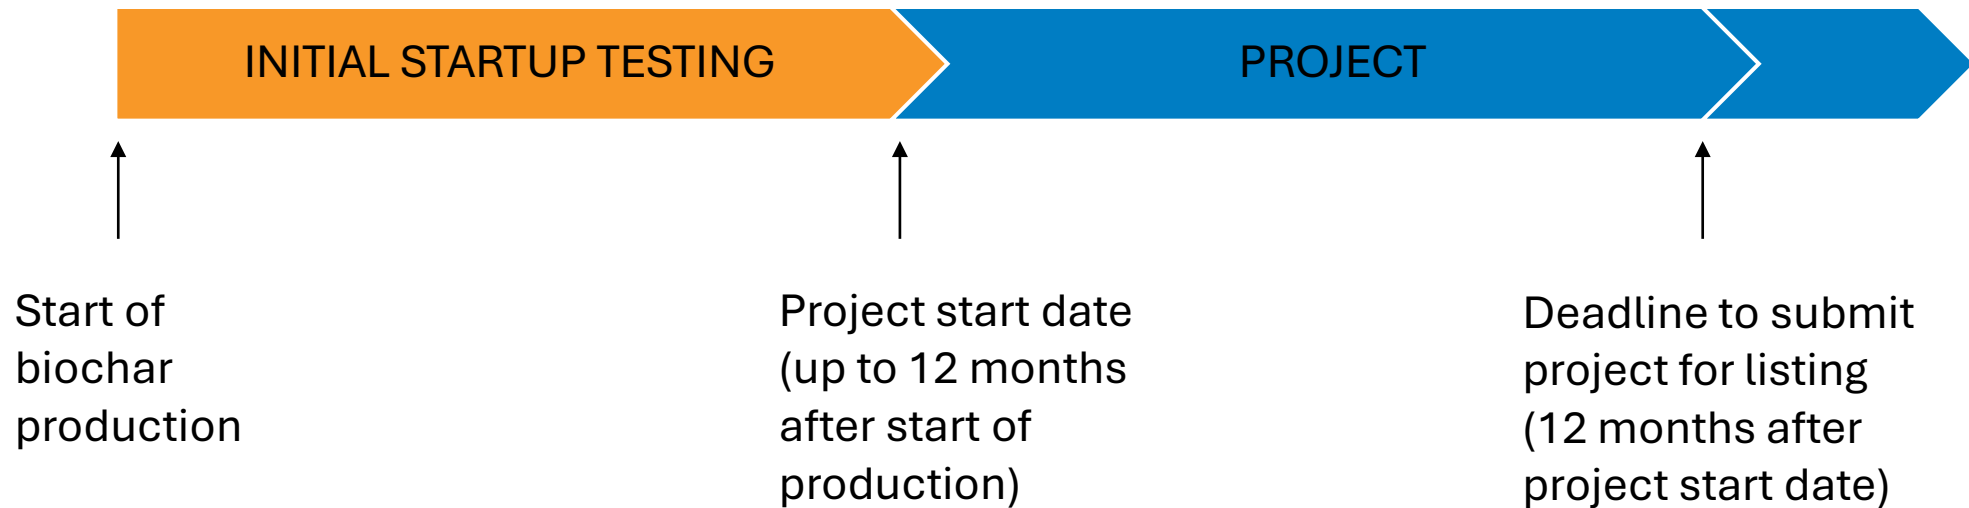 INITIAL STARTUP TESTING
PROJECT
Start of
biochar
production
Project start date
(up to 12 months
after start of
production)
Deadline to submit
project for listing
(12 months after
project start date)